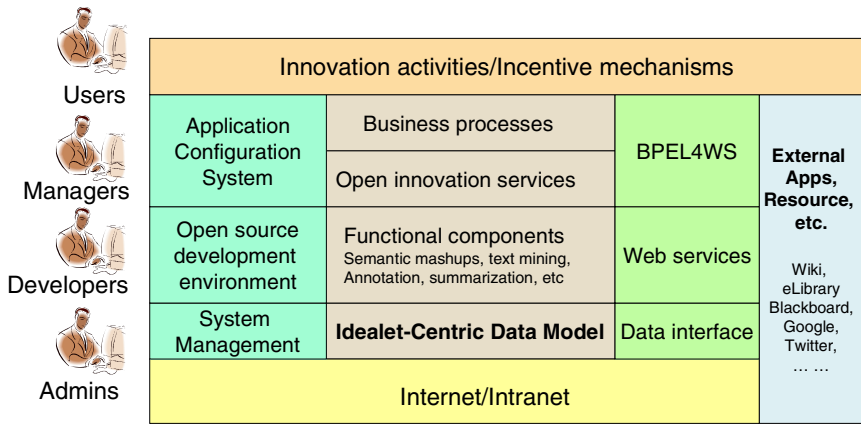 Users
Managers
Developers
Admins
Innovation activities/Incentive mechanisms
Application
Configuration
System
Business processes
Open innovation services
BPEL4WS
Open source
development
environment
Functional components
Semantic mashups, text mining,
Annotation, summarization, etc
Web services
System
Management
Idealet-Centric Data Model
Data interface
Internet/Intranet
External
Apps,
Resource,
etc.
Wiki,
eLibrary
Blackboard,
Google,
Twitter,
... ...